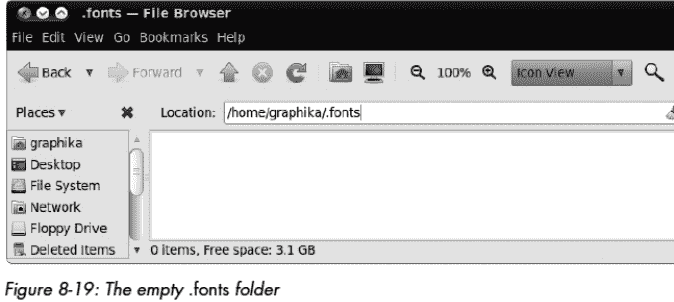 .fonts — File Browser
File Edit View Go Bookmarks Help
Back Forward 100% Icon View
Places Location: /home/graphika/.fonts
graphika
Desktop
File System
Network
Floppy Drive
Deleted Items 0 items, Free space: 3.1 GB
Figure 8-19: The empty .fonts folder